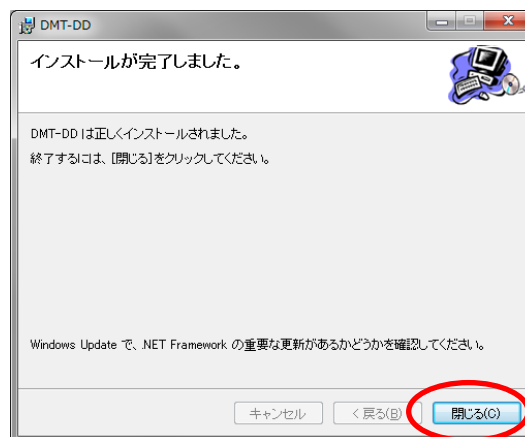 DMT-DD
インストールが完了しました。
DMT-DD は正しくインストールされました。
終了するには、[閉じる]をクリックしてください。
Windows Update で、.NET Framework の重要な更新があるかどうかを確認してください。
キャンセル < 戻る(B) 閉じる(C)